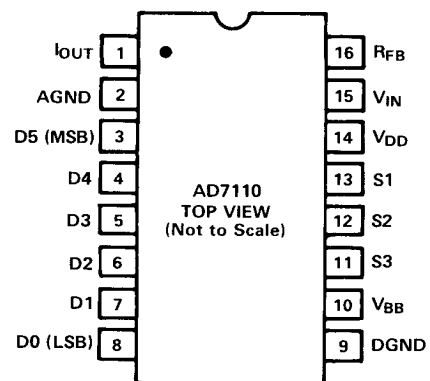 IOUT 1
AGND 2
D5 (MSB) 3
D4 4
D3 5
D2 6
D1 7
D0 (LSB) 8
AD7110
TOP VIEW
(Not to Scale)
16 RFB
15 VIN
14 VDD
13 S1
12 S2
11 S3
10 VBB
9 DGND